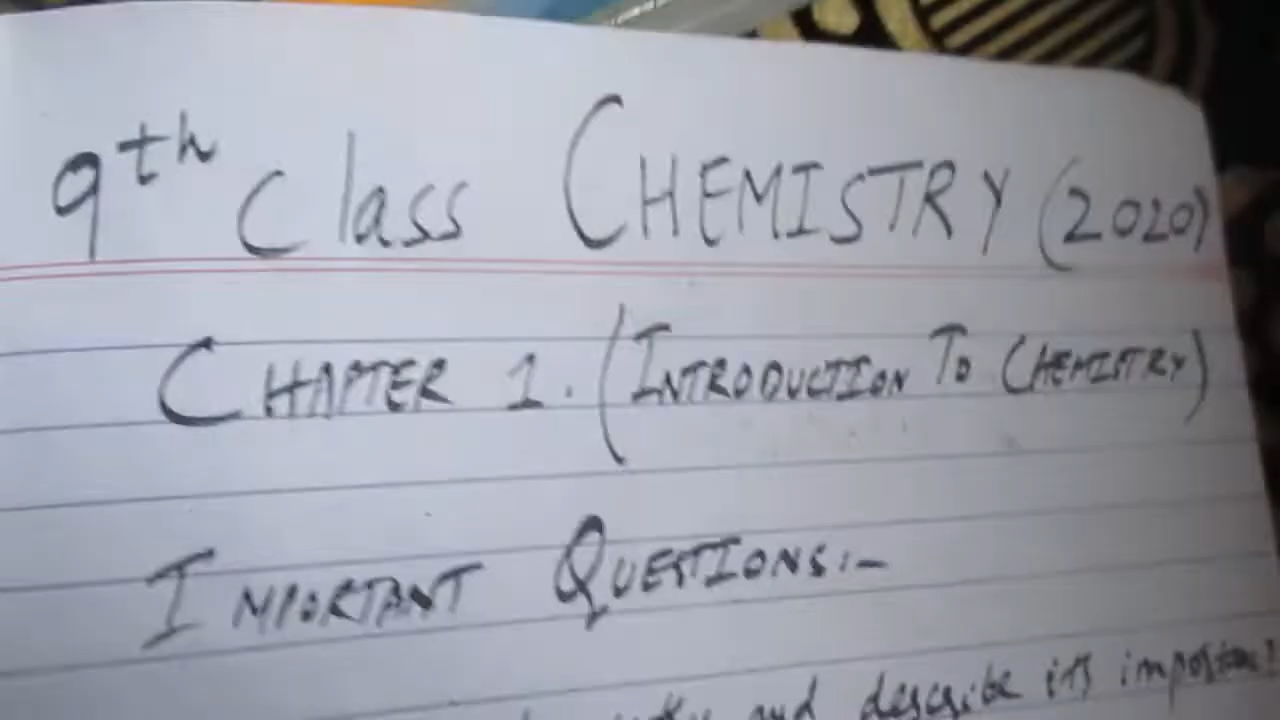 9th Class CHEMISTRY (2020)
CHAPTER 1. (INTRODUCTION TO CHEMISTRY)
IMPORTANT QUESTIONS:-
and describe its